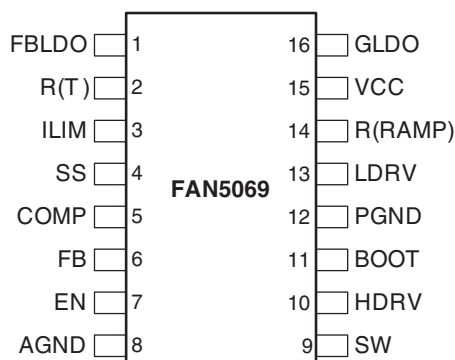 FBLDO 1 16 GLDO
R(T) 2 15 VCC
ILIM 3 14 R(RAMP)
SS 4 13 LDRV
FAN5069
COMP 5 12 PGND
FB 6 11 BOOT
EN 7 10 HDRV
AGND 8 9 SW